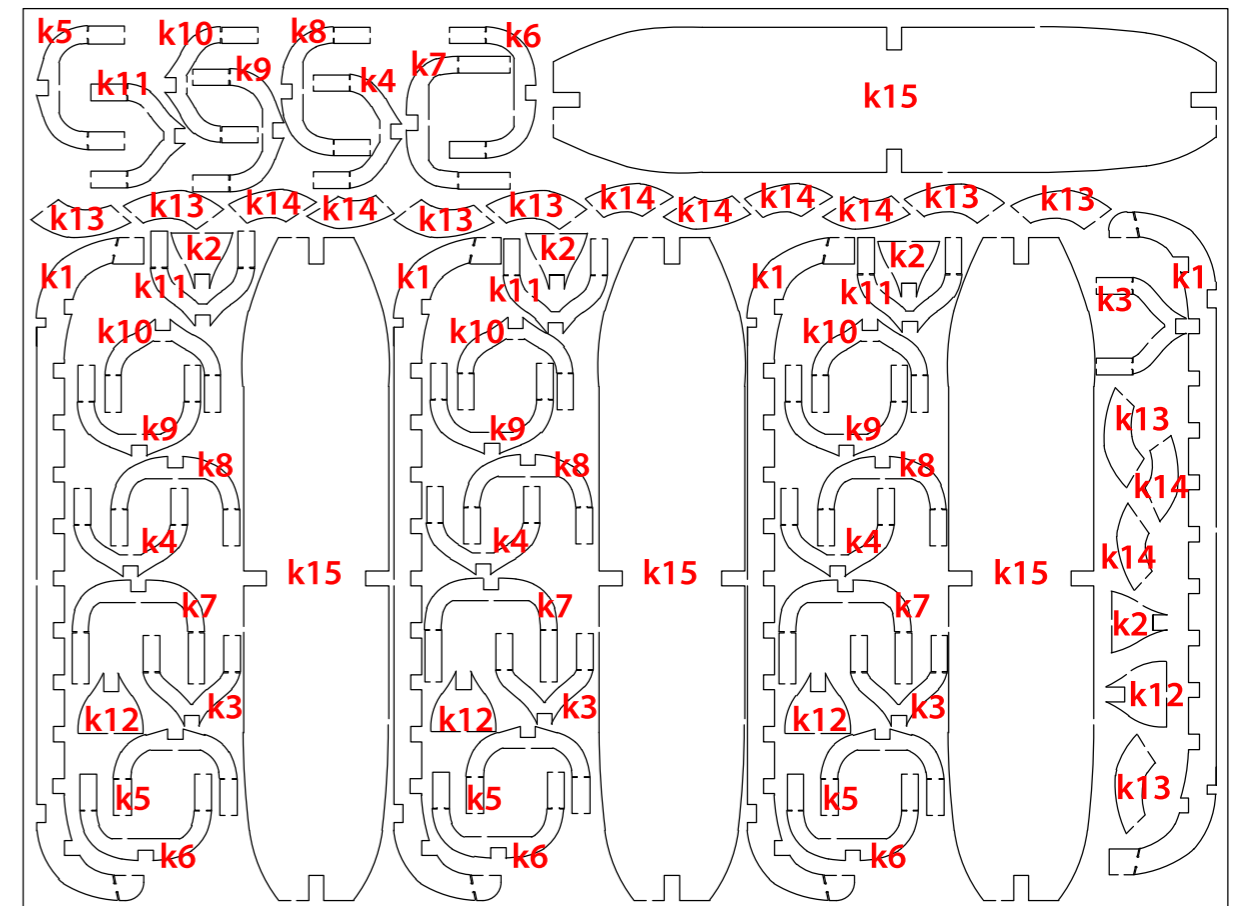 k5 k10 k8 k6
k11 k9 k4 k7 k15
k13 k13 k14 k14 k13 k13 k14 k14 k14 k14 k13 k13
k1 k2 k1 k2 k1 k2 k1
k11 k11 k11 k3
k10 k10 k10
k13
k9 k9 k9
k8 k8 k8
k14
k4 k4 k4 k14
k15 k15 k15
k7 k7 k7
k2
k12 k3 k12 k3 k12 k3 k12
k5 k5 k5 k13
k6 k6 k6